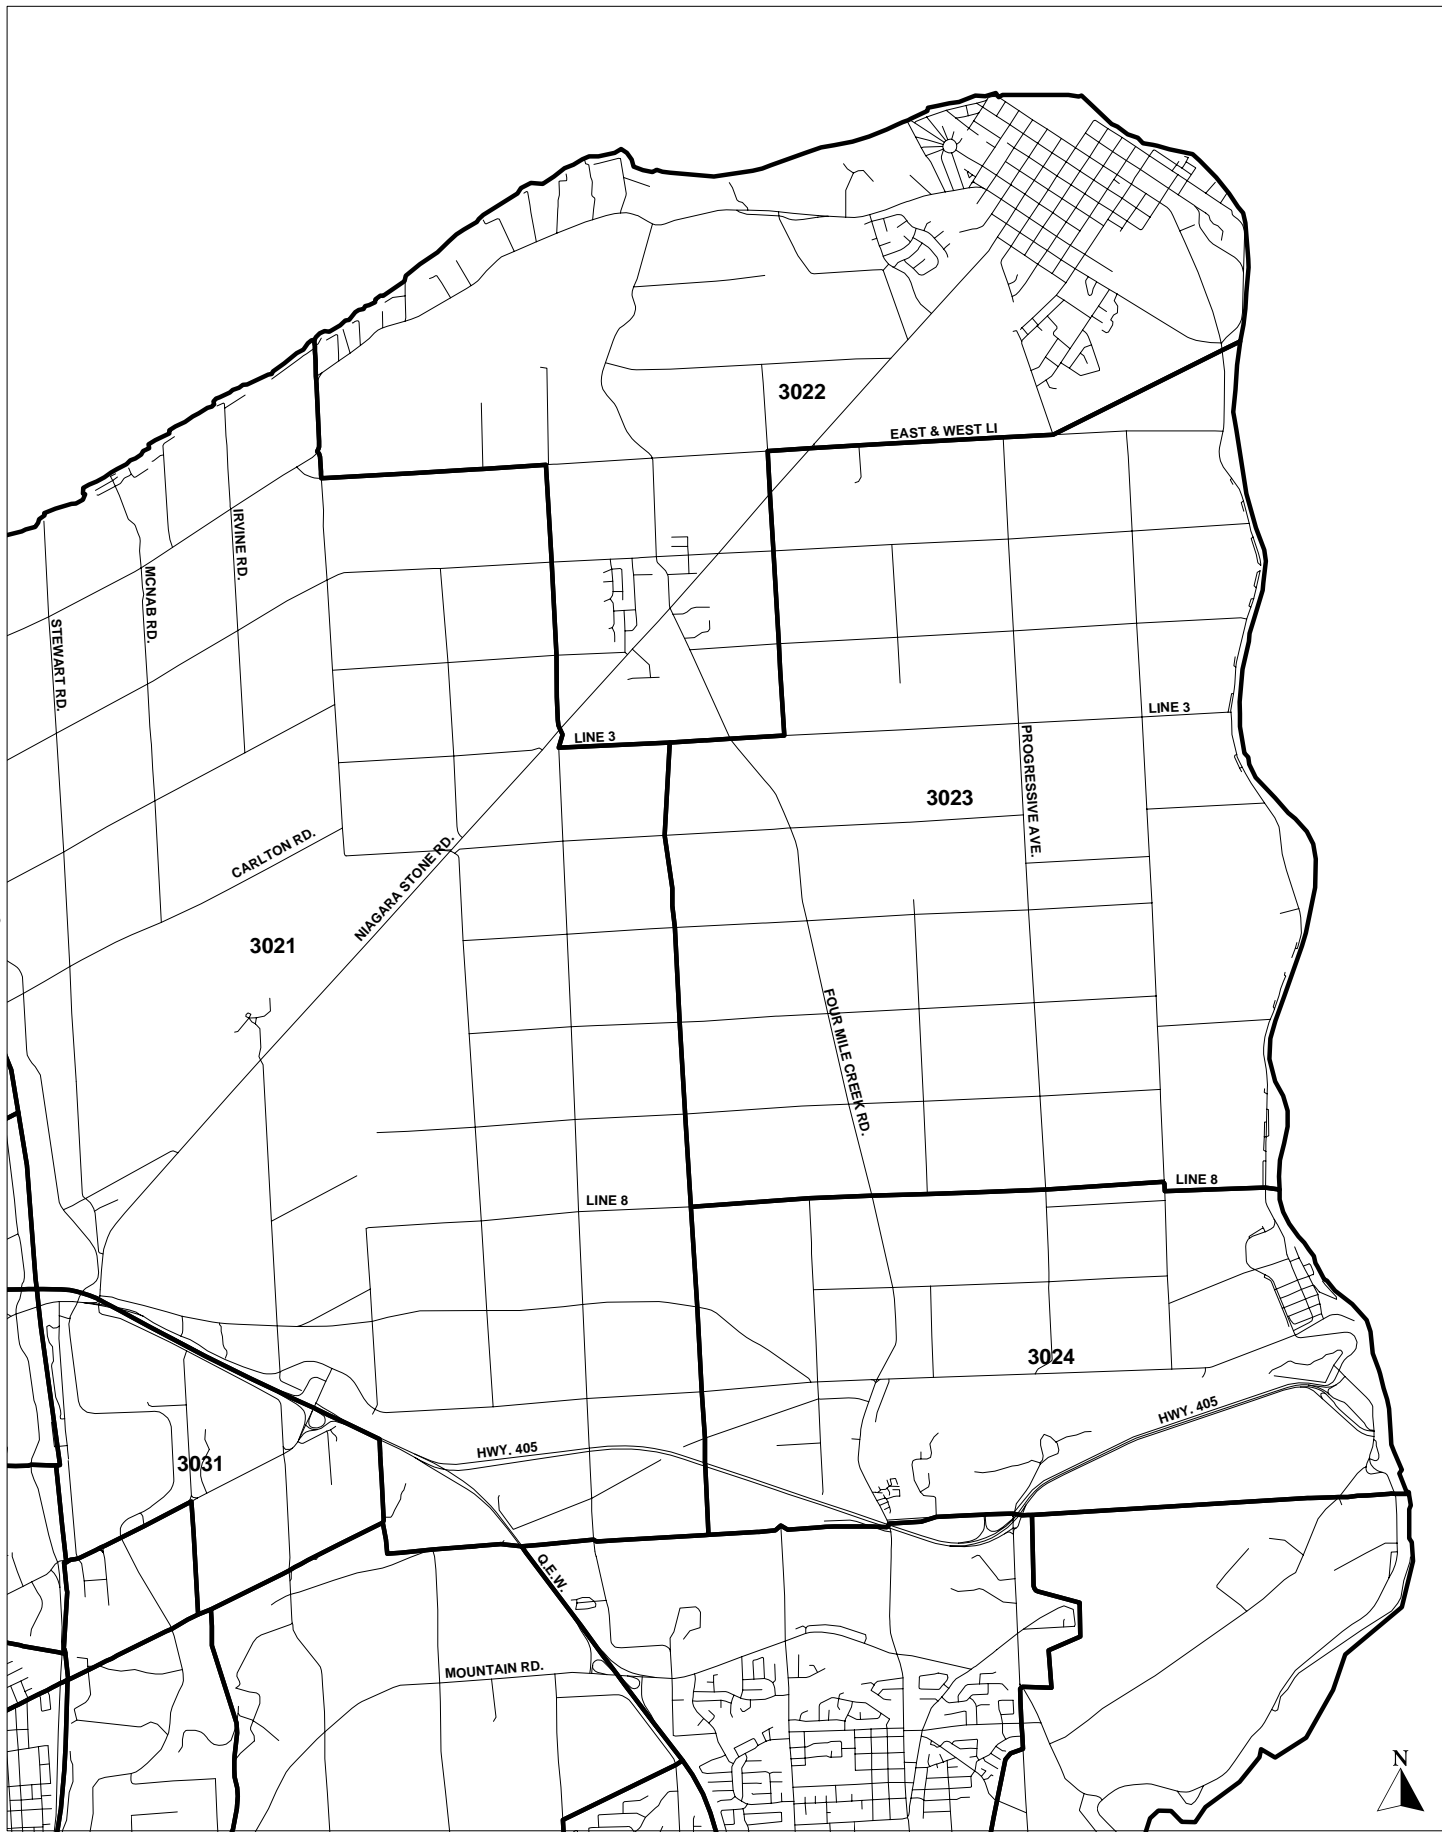 3022
EAST & WEST LI
IRVINE RD.
MCNAB RD.
STEWART RD.
LINE 3
LINE 3
PROGRESSIVE AVE.
3023
CARLTON RD.
NIAGARA STONE RD.
3021
FOUR MILE CREEK RD.
LINE 8
LINE 8
3024
HWY. 405
HWY. 405
3031
Q.E.W.
MOUNTAIN RD.
N